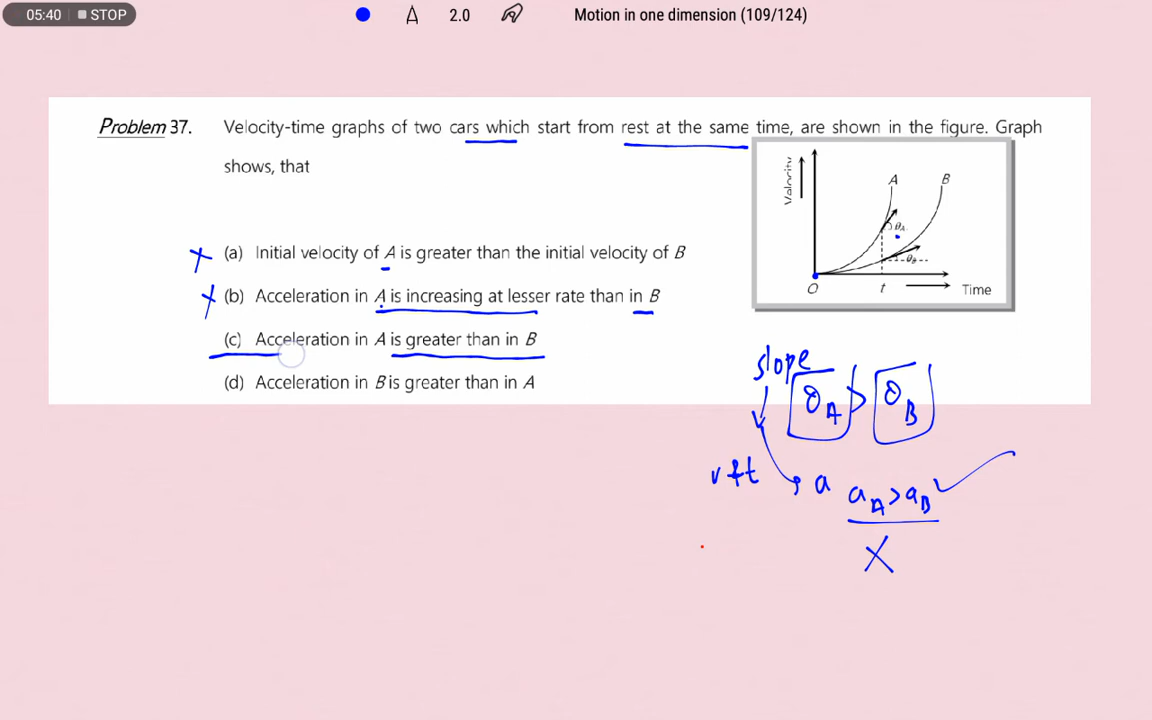 05:40 STOP
2.0
Motion in one dimension (109/124)
Problem 37. Velocity-time graphs of two cars which start from rest at the same time, are shown in the figure. Graph
shows, that
Velocity
A
B
θA
θB
O
t
Time
(a) Initial velocity of A is greater than the initial velocity of B
(b) Acceleration in A is increasing at lesser rate than in B
(c) Acceleration in A is greater than in B
(d) Acceleration in B is greater than in A
slope
θA > θB
v & t
a aA > aB